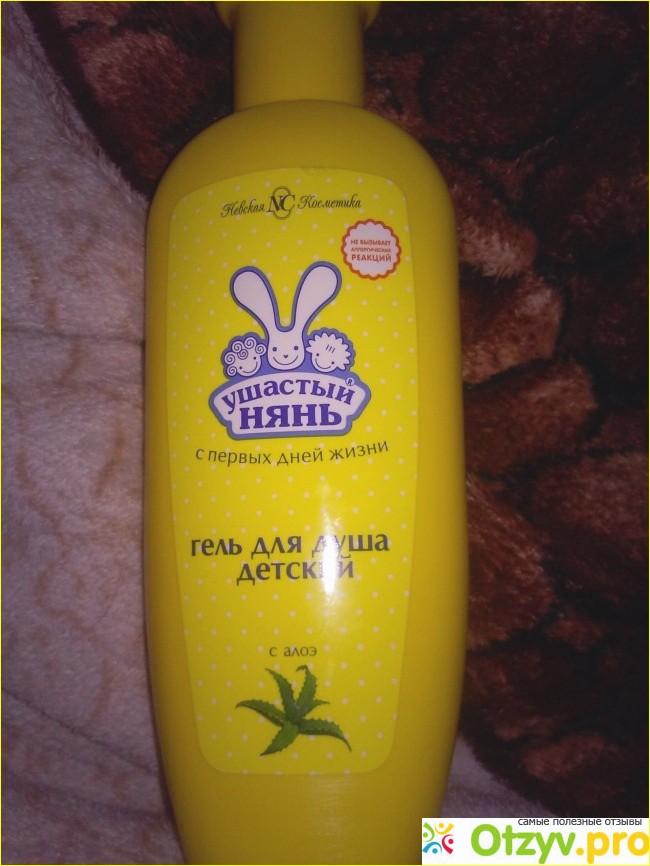 Невская NC Косметика
НЕ ВЫЗЫВАЕТ
АЛЛЕРГИЧЕСКИХ
РЕАКЦИЙ
УШАСТЫЙ®
НЯНЬ
с первых дней жизни
гель для душа
детский
с алоэ
самые полезные отзывы
Otzyv.pro